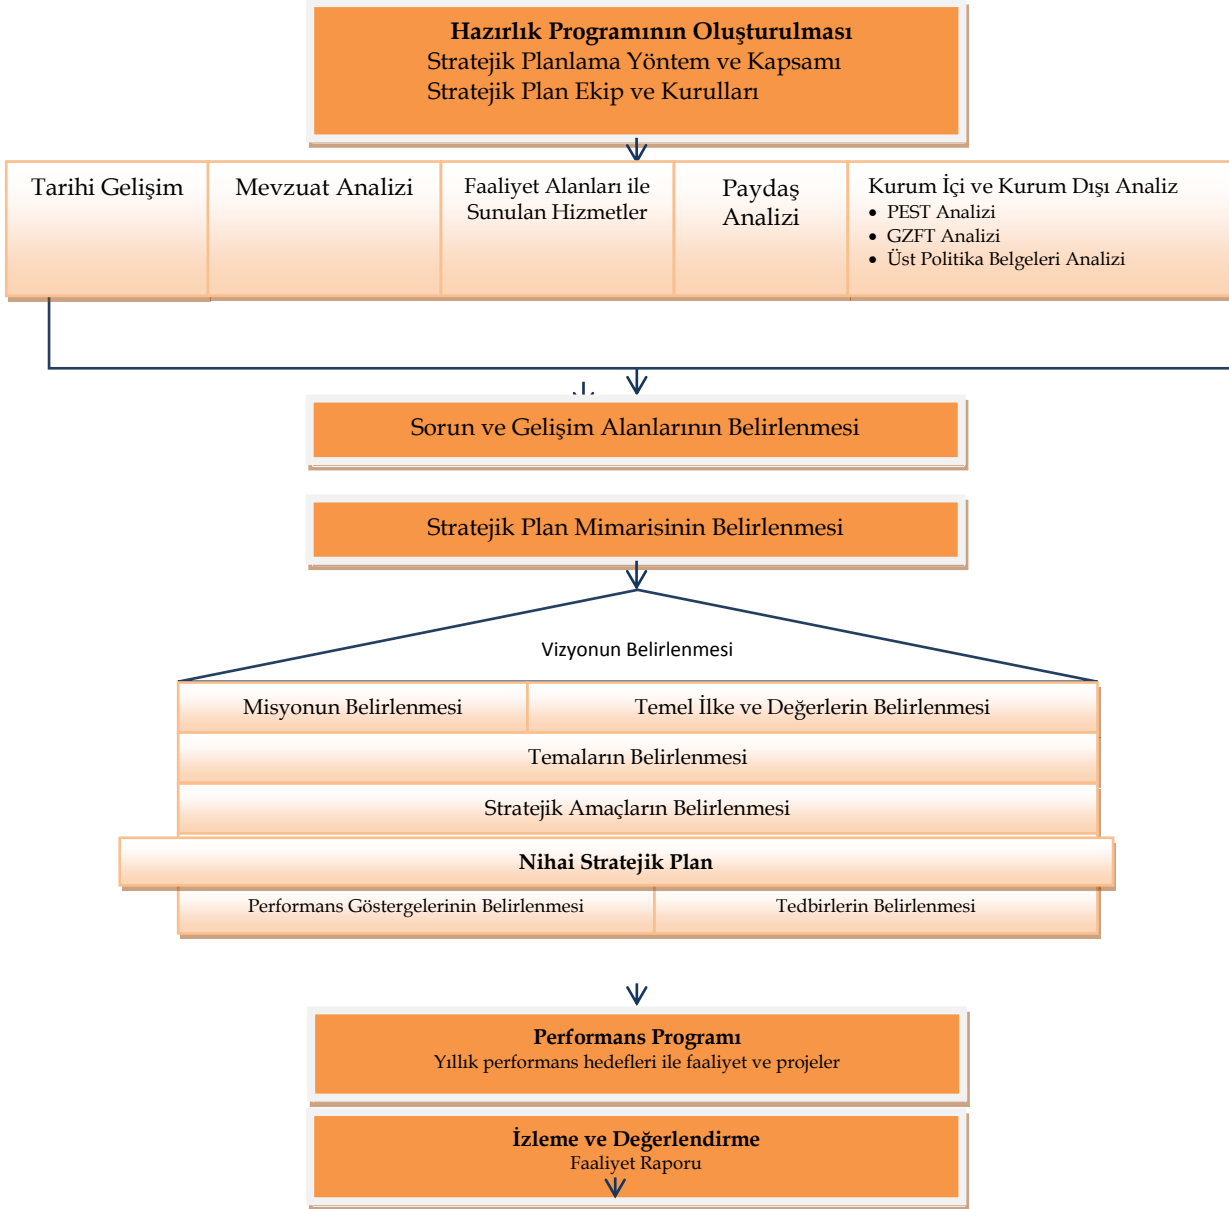 Hazırlık Programının Oluşturulması
Stratejik Planlama Yöntem ve Kapsamı
Stratejik Plan Ekip ve Kurulları
Tarihi Gelişim
Mevzuat Analizi
Faaliyet Alanları ile
Sunulan Hizmetler
Paydaş
Analizi
Kurum İçi ve Kurum Dışı Analiz
• PEST Analizi
• GZFT Analizi
• Üst Politika Belgeleri Analizi
Sorun ve Gelişim Alanlarının Belirlenmesi
Stratejik Plan Mimarisinin Belirlenmesi
Vizyonun Belirlenmesi
Misyonun Belirlenmesi
Temel İlke ve Değerlerin Belirlenmesi
Temaların Belirlenmesi
Stratejik Amaçların Belirlenmesi
Nihai Stratejik Plan
Performans Göstergelerinin Belirlenmesi
Tedbirlerin Belirlenmesi
Performans Programı
Yıllık performans hedefleri ile faaliyet ve projeler
İzleme ve Değerlendirme
Faaliyet Raporu